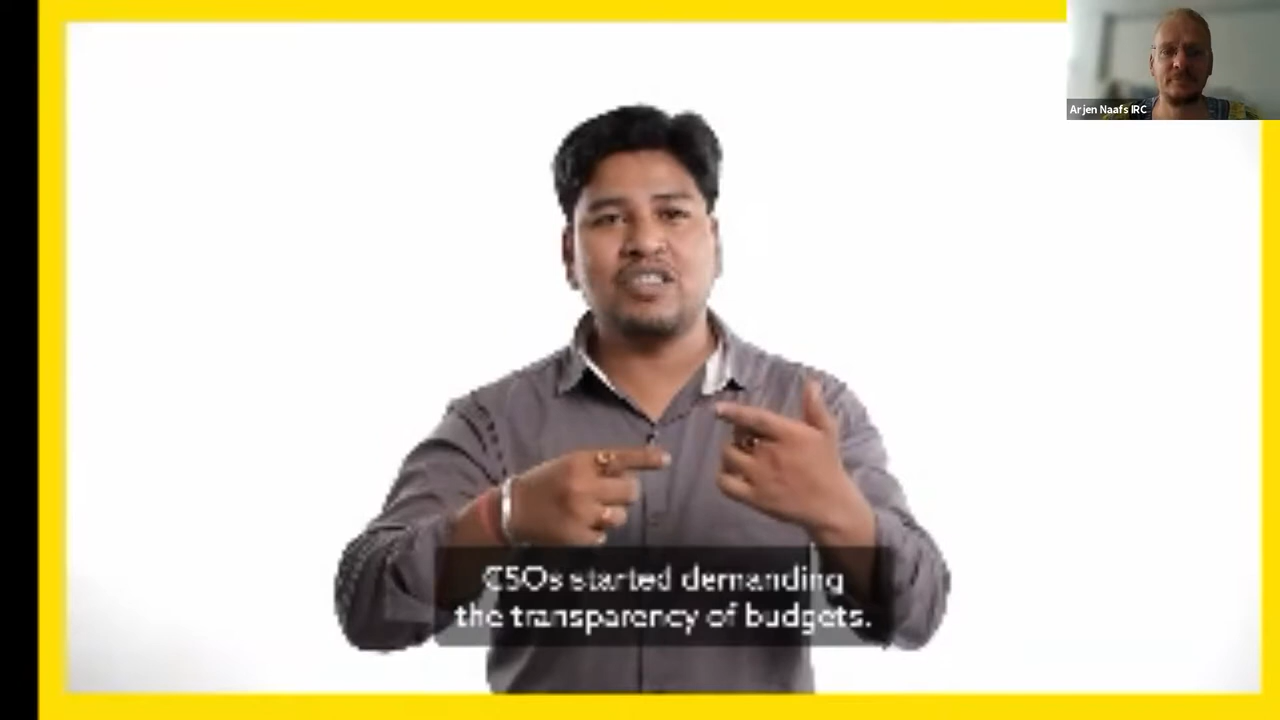 Arjen Naafs IRC
CSOs started demanding
the transparency of budgets.